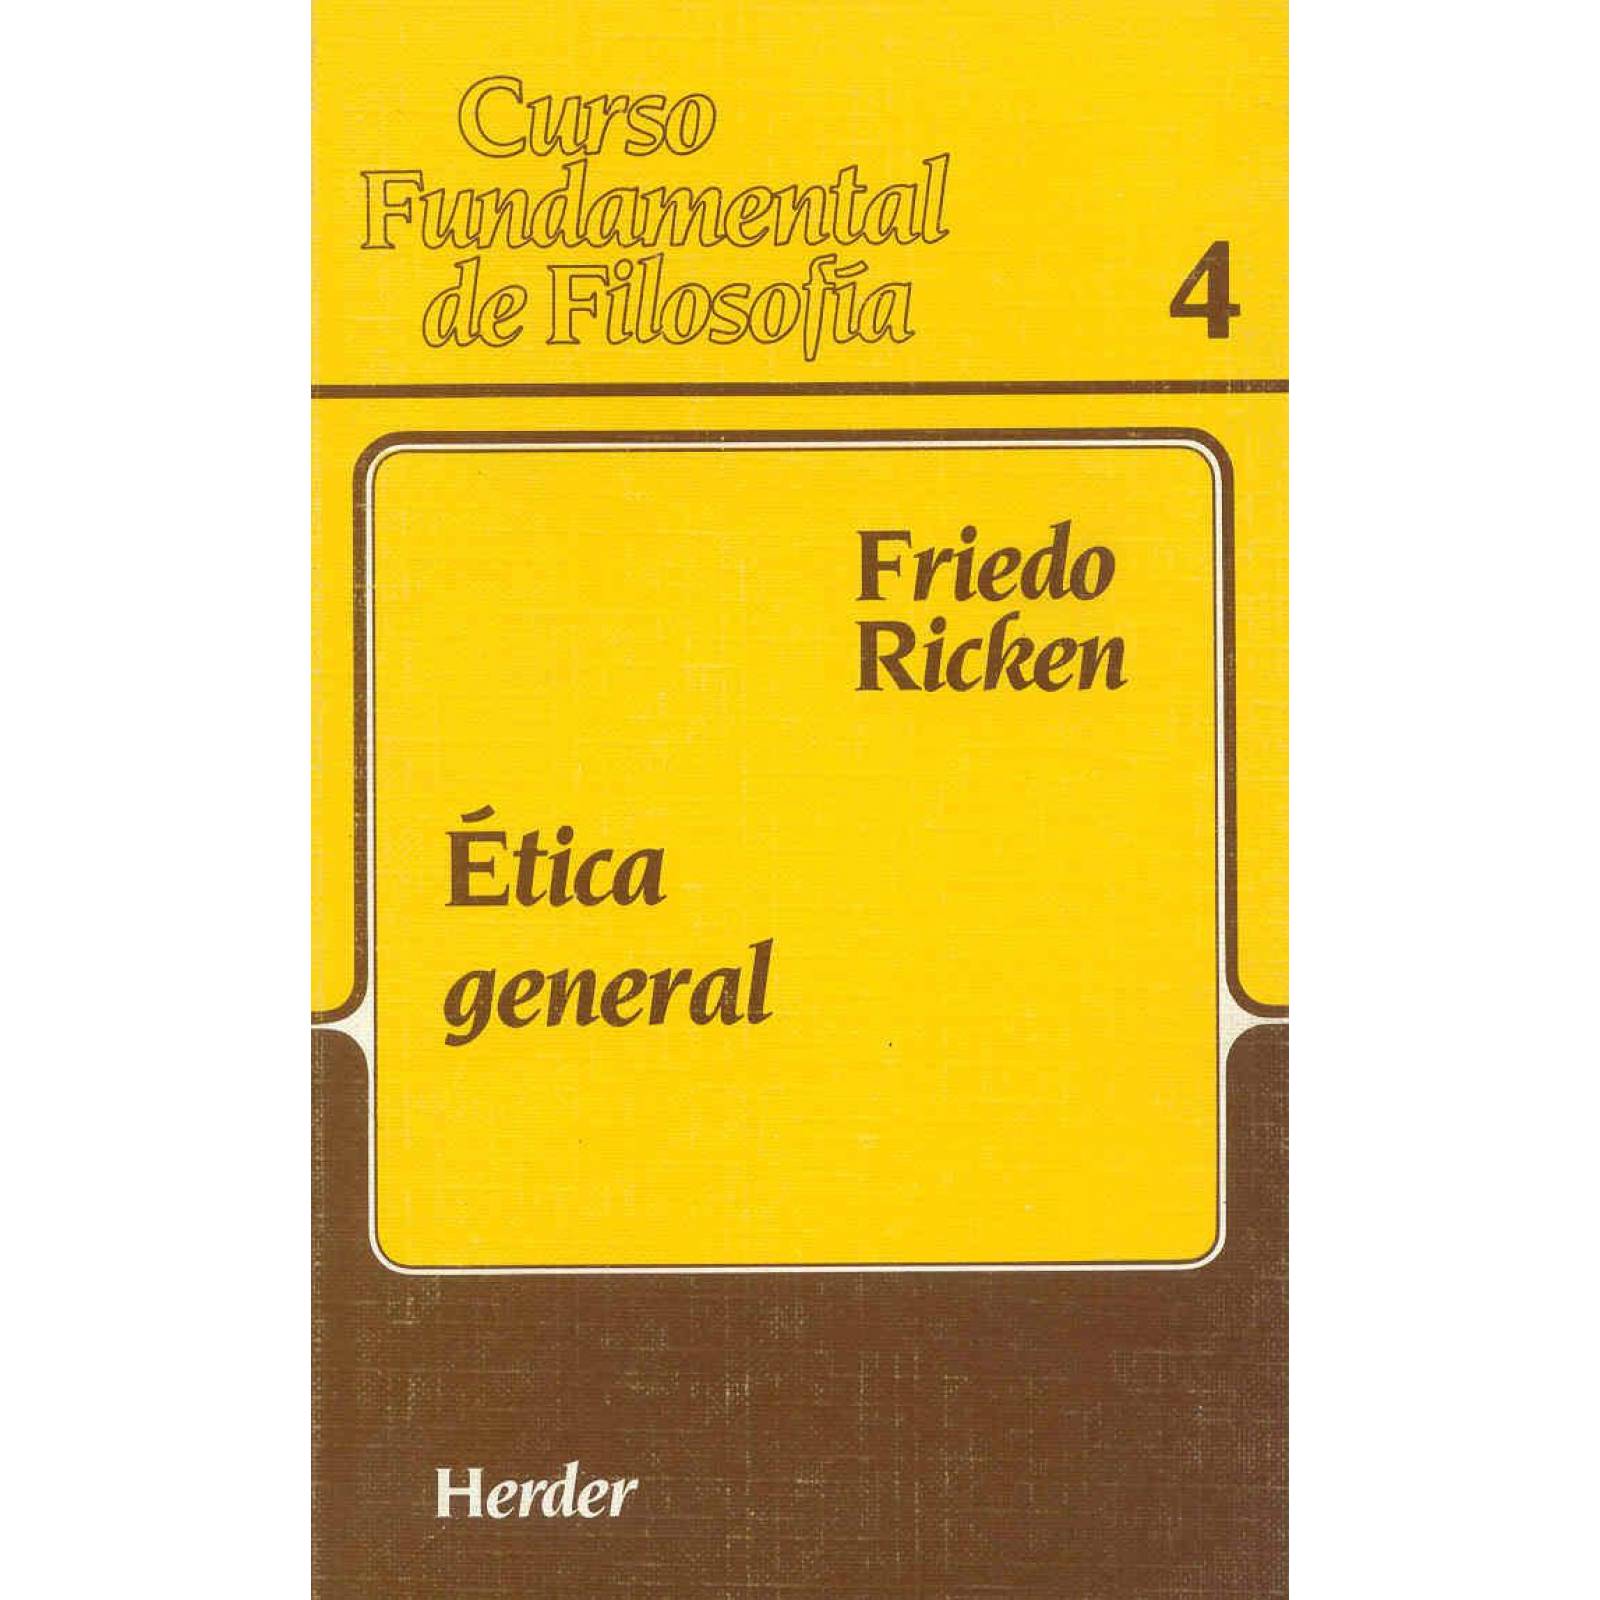 Curso
Fundamental
de Filosofía
4
Friedo
Ricken
Ética
general
Herder